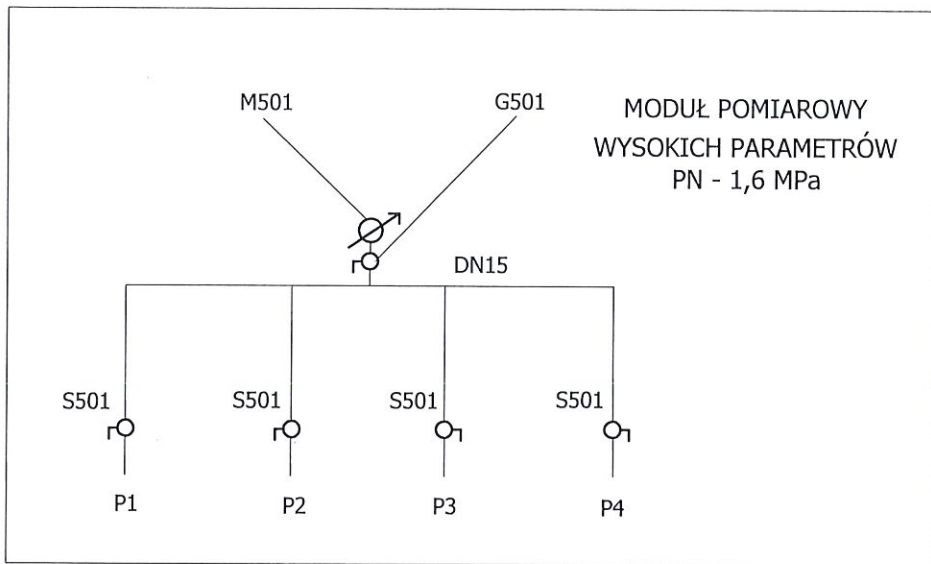 M501
G501
MODUŁ POMIAROWY
WYSOKICH PARAMETRÓW
PN - 1,6 MPa
DN15
S501
S501
S501
S501
P1
P2
P3
P4